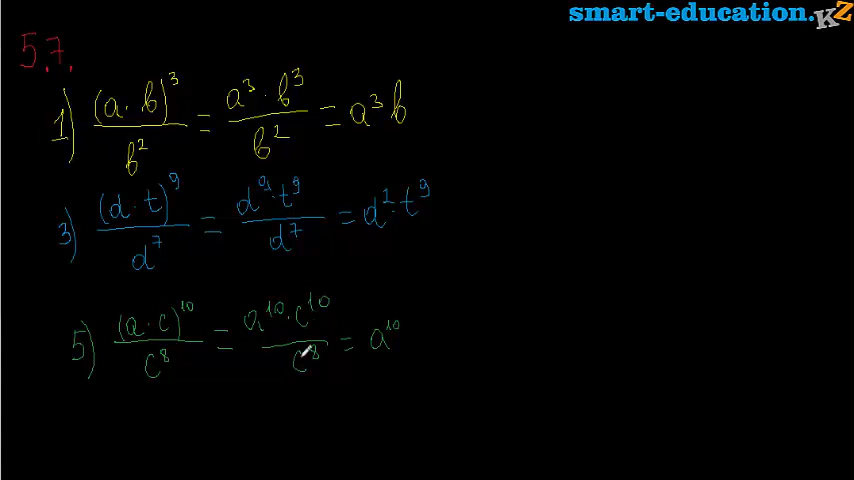 smart-education.kz
5.7.
1) (a·b)³/b² = a³·b³/b² = a³b
3) (d·t)⁹/d⁷ = d⁹·t⁹/d⁷ = d²·t⁹
5) (a·c)¹⁰/c⁸ = a¹⁰·c¹⁰/c⁸ = a¹⁰